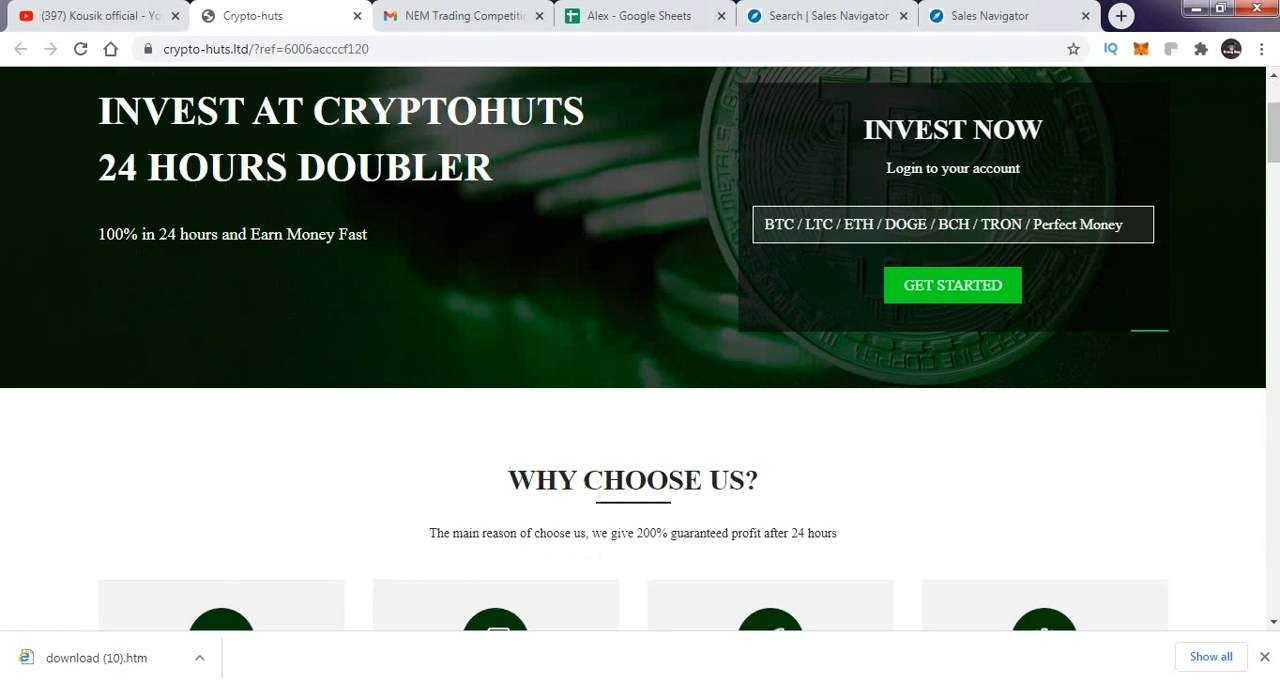 (397) Kousik official - Yo
Crypto-huts
NEM Trading Competitio
Alex - Google Sheets
Search | Sales Navigator
Sales Navigator
crypto-huts.ltd/?ref=6006accccf120
IQ
INVEST AT CRYPTOHUTS
24 HOURS DOUBLER
100% in 24 hours and Earn Money Fast
INVEST NOW
Login to your account
BTC / LTC / ETH / DOGE / BCH / TRON / Perfect Money
GET STARTED
WHY CHOOSE US?
The main reason of choose us, we give 200% guaranteed profit after 24 hours
download (10).htm
Show all